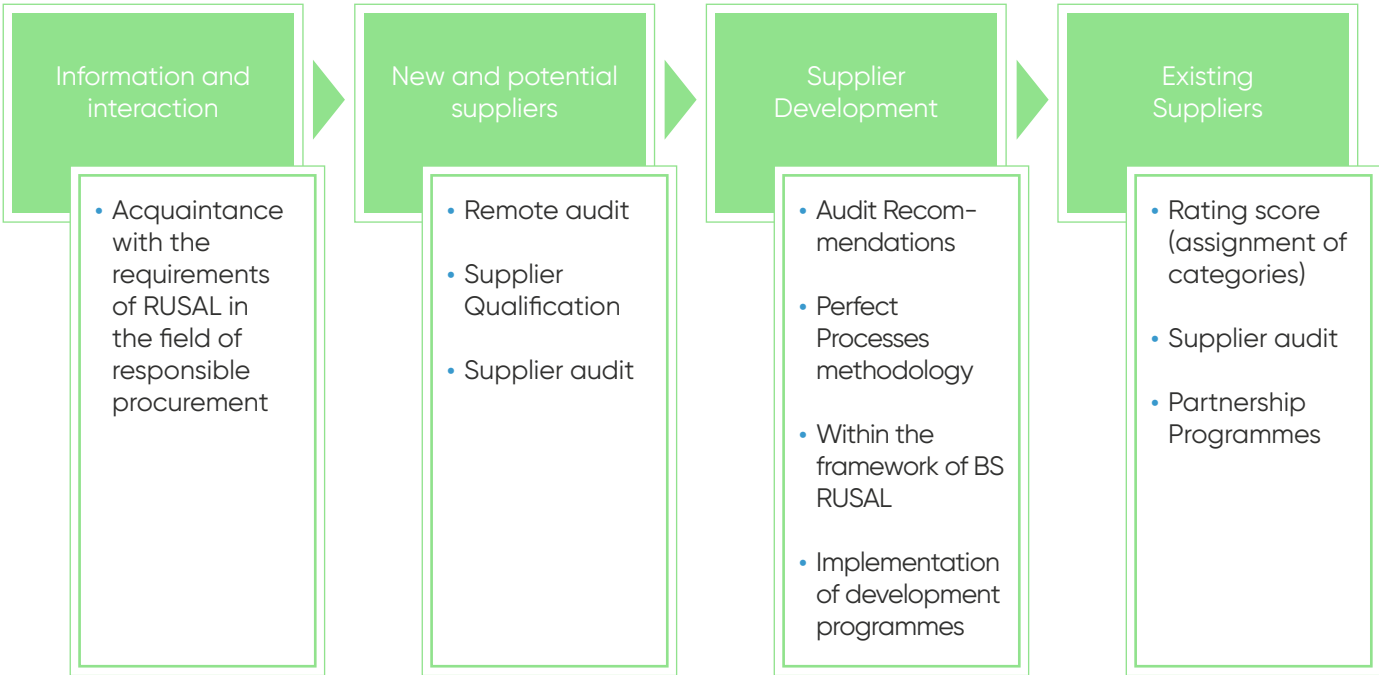 Information and
interaction
• Acquaintance
with the
requirements
of RUSAL in
the field of
responsible
procurement
New and potential
suppliers
• Remote audit
• Supplier
Qualification
• Supplier audit
Supplier
Development
• Audit Recom-
mendations
• Perfect
Processes
methodology
• Within the
framework of BS
RUSAL
• Implementation
of development
programmes
Existing
Suppliers
• Rating score
(assignment of
categories)
• Supplier audit
• Partnership
Programmes